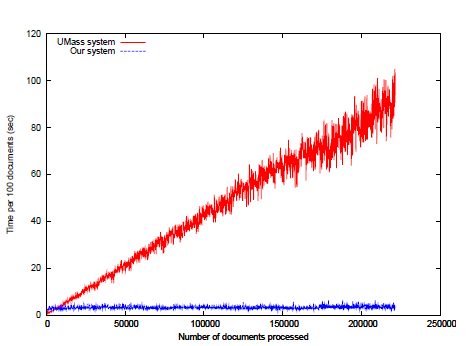 120
100
80
60
40
20
0
Time per 100 documents (sec)
UMass system
Our system
0 50000 100000 150000 200000 250000
Number of documents processed